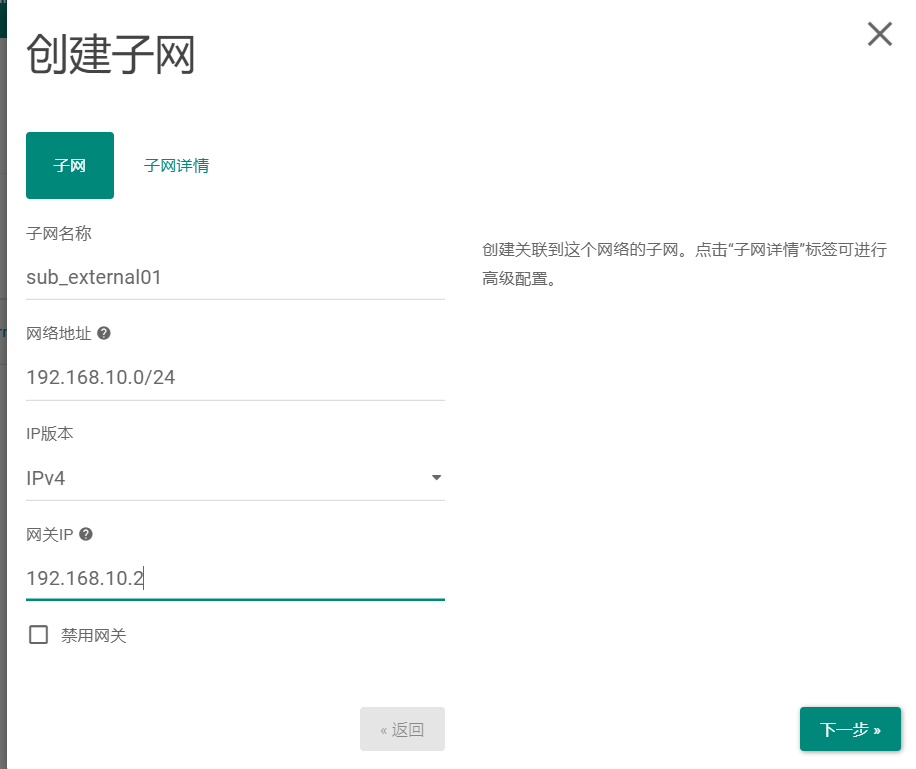 创建子网
子网
子网详情
子网名称
sub_external01
创建关联到这个网络的子网。点击“子网详情”标签可进行
高级配置。
网络地址
192.168.10.0/24
IP版本
IPv4
网关IP
192.168.10.2
禁用网关
« 返回
下一步 »